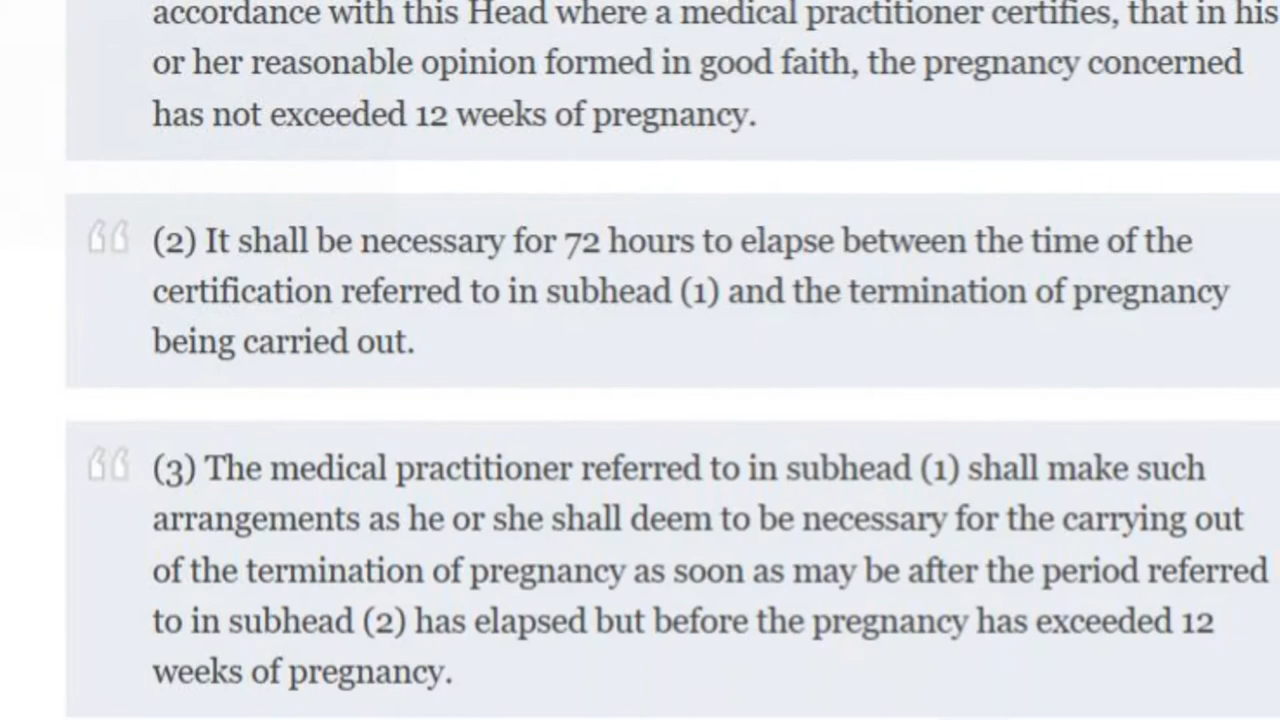 accordance with this Head where a medical practitioner certifies, that in his
or her reasonable opinion formed in good faith, the pregnancy concerned
has not exceeded 12 weeks of pregnancy.
(2) It shall be necessary for 72 hours to elapse between the time of the
certification referred to in subhead (1) and the termination of pregnancy
being carried out.
(3) The medical practitioner referred to in subhead (1) shall make such
arrangements as he or she shall deem to be necessary for the carrying out
of the termination of pregnancy as soon as may be after the period referred
to in subhead (2) has elapsed but before the pregnancy has exceeded 12
weeks of pregnancy.